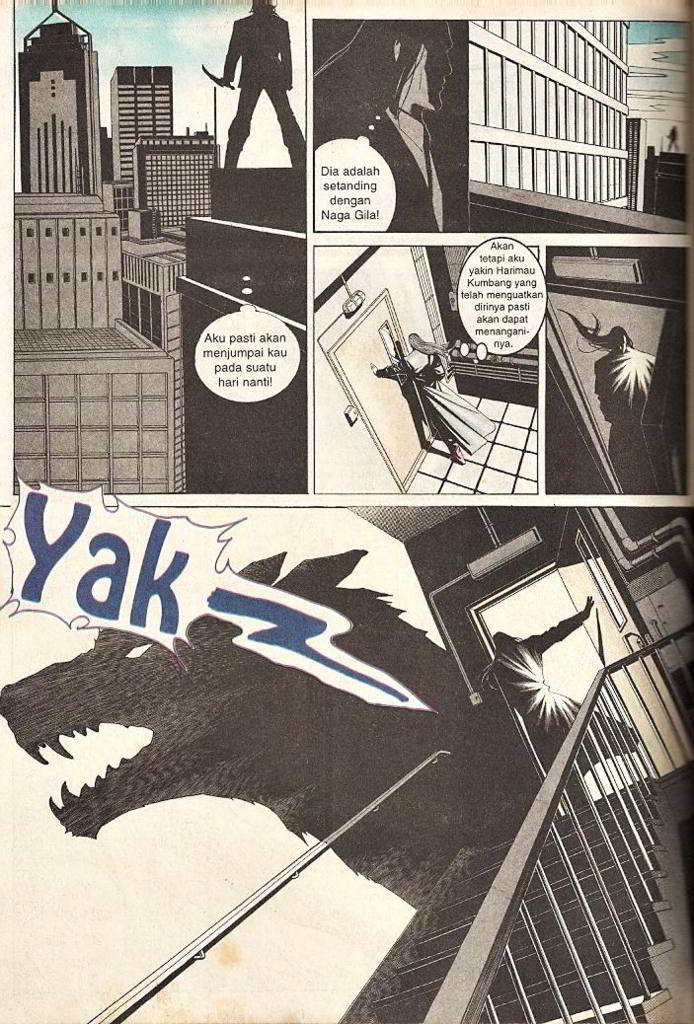 Aku pasti akan
menjumpai kau
pada suatu
hari nanti!
Dia adalah
setanding
dengan
Naga Gila!
Akan
tetapi aku
yakin Harimau
Kumbang yang
telah menguatkan
dirinya pasti
akan dapat
menangani-
nya.
Yak